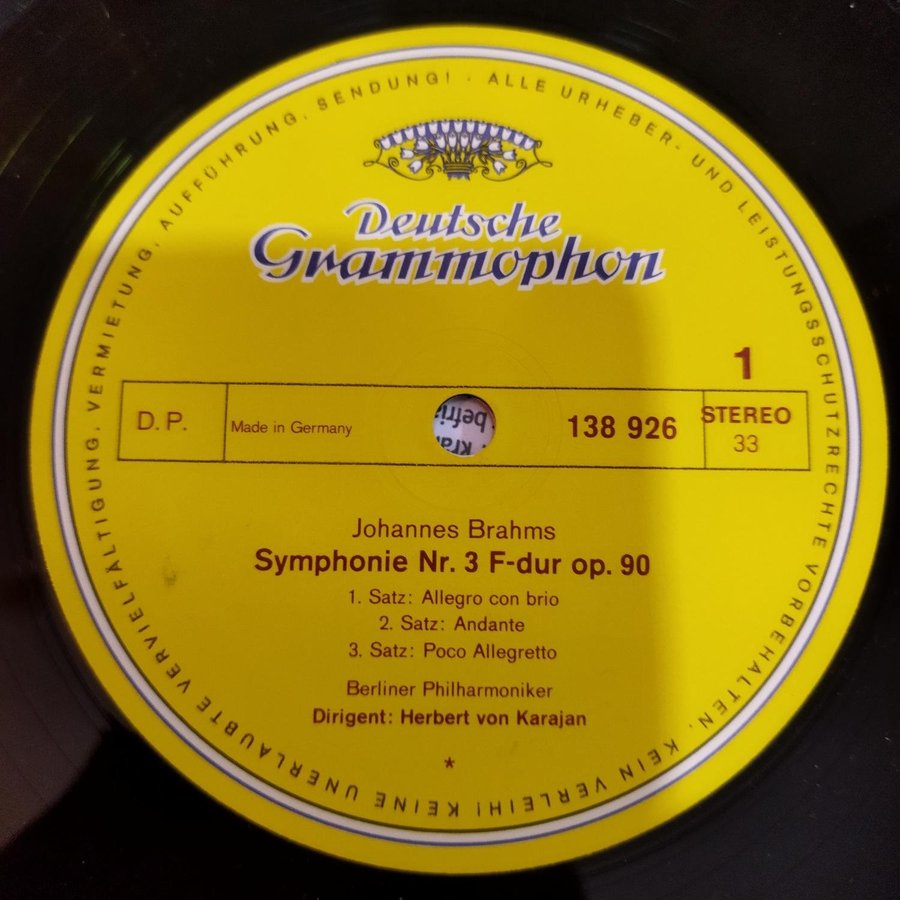 KEINE UNERLAUBTE VERVIELFÄLTIGUNG, VERMIETUNG, AUFFÜHRUNG, SENDUNG! · ALLE URHEBER- UND LEISTUNGSSCHUTZRECHTE VORBEHALTEN. KEIN VERLEIH!
Deutsche
Grammophon
1
D.P.
Made in Germany
138 926
STEREO
33
befri
Johannes Brahms
Symphonie Nr. 3 F-dur op. 90
1. Satz: Allegro con brio
2. Satz: Andante
3. Satz: Poco Allegretto
Berliner Philharmoniker
Dirigent: Herbert von Karajan
*